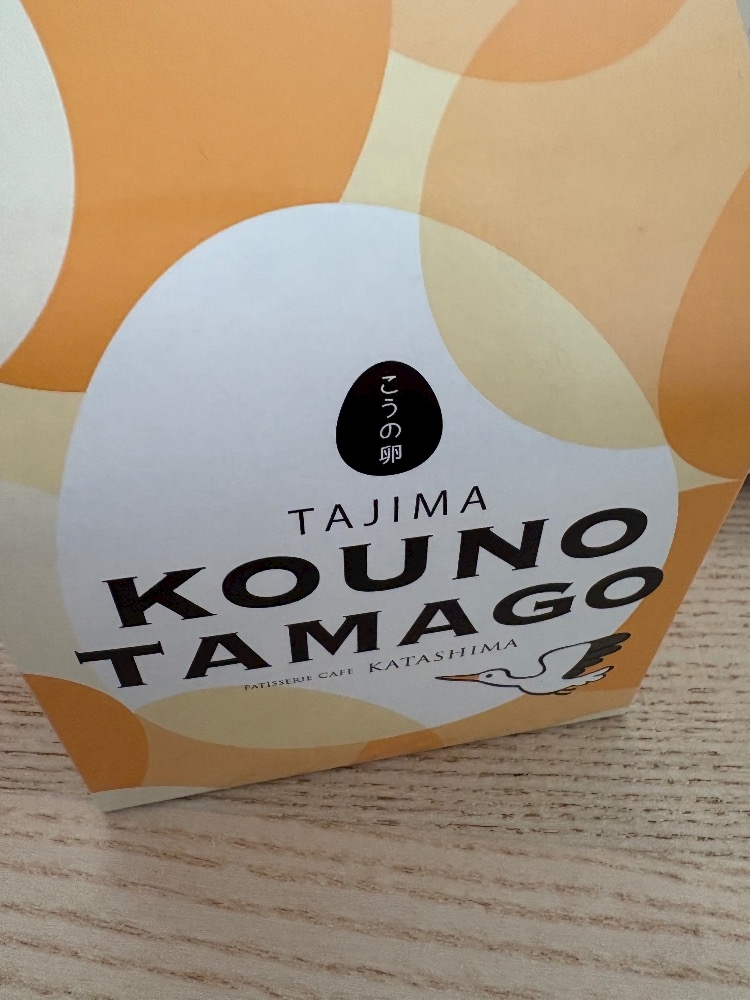 こうの卵
TAJIMA
KOUNO
TAMAGO
PATISSERIE CAFE KATASHIMA